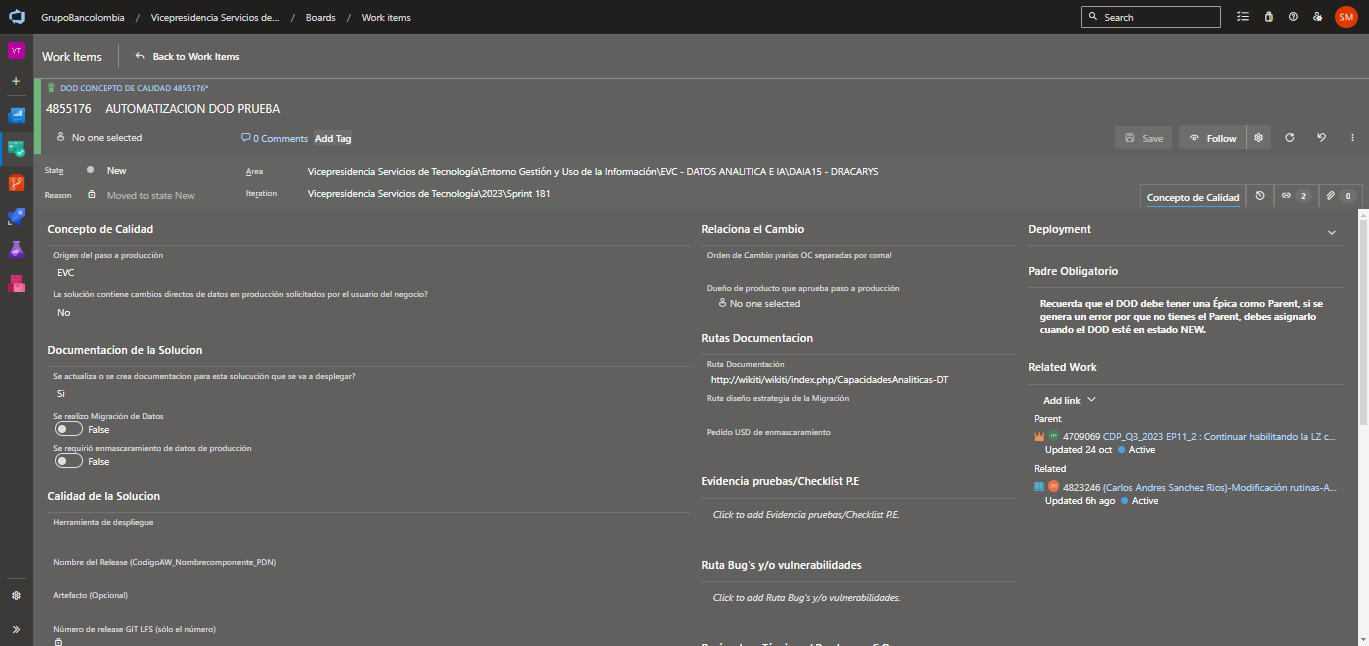 GrupoBancolombia / Vicepresidencia Servicios de... / Boards / Work items
Search
SM
VT
Work Items
Back to Work Items
DOD CONCEPTO DE CALIDAD 4855176*
4855176 AUTOMATIZACION DOD PRUEBA
No one selected
0 Comments
Add Tag
Save
Follow
State
New
Area
Vicepresidencia Servicios de Tecnología\Entorno Gestión y Uso de la Información\EVC - DATOS ANALITICA E IA\DAIA15 - DRACARYS
Reason
Moved to state New
Iteration
Vicepresidencia Servicios de Tecnología\2023\Sprint 181
Concepto de Calidad
2
0
Concepto de Calidad
Origen del paso a producción
EVC
La solución contiene cambios directos de datos en producción solicitados por el usuario del negocio?
No
Documentacion de la Solucion
Se actualiza o se crea documentacion para esta solucución que se va a desplegar?
Si
Se realizo Migración de Datos
False
Se requirió enmascaramiento de datos de producción
False
Calidad de la Solucion
Herramienta de despliegue
Nombre del Release (CodigoAW_Nombrecomponente_PDN)
Artefacto (Opcional)
Número de release GIT LFS (sólo el número)
Relaciona el Cambio
Orden de Cambio ¡varias OC separadas por coma!
Dueño de producto que aprueba paso a producción
No one selected
Rutas Documentacion
Ruta Documentación
http://wikiti/wikiti/index.php/CapacidadesAnaliticas-DT
Ruta diseño estrategia de la Migración
Pedido USD de enmascaramiento
Evidencia pruebas/Checklist P.E
Click to add Evidencia pruebas/Checklist P.E.
Ruta Bug's y/o vulnerabilidades
Click to add Ruta Bug's y/o vulnerabilidades.
Deployment
Padre Obligatorio
Recuerda que el DOD debe tener una Épica como Parent, si se
genera un error por que no tienes el Parent, debes asignarlo
cuando el DOD esté en estado NEW.
Related Work
Add link
Parent
4709069 CDP_Q3_2023 EP11_2 : Continuar habilitando la LZ c...
Updated 24 oct Active
Related
4823246 (Carlos Andres Sanchez Rios)-Modificación rutinas-A...
Updated 6h ago Active